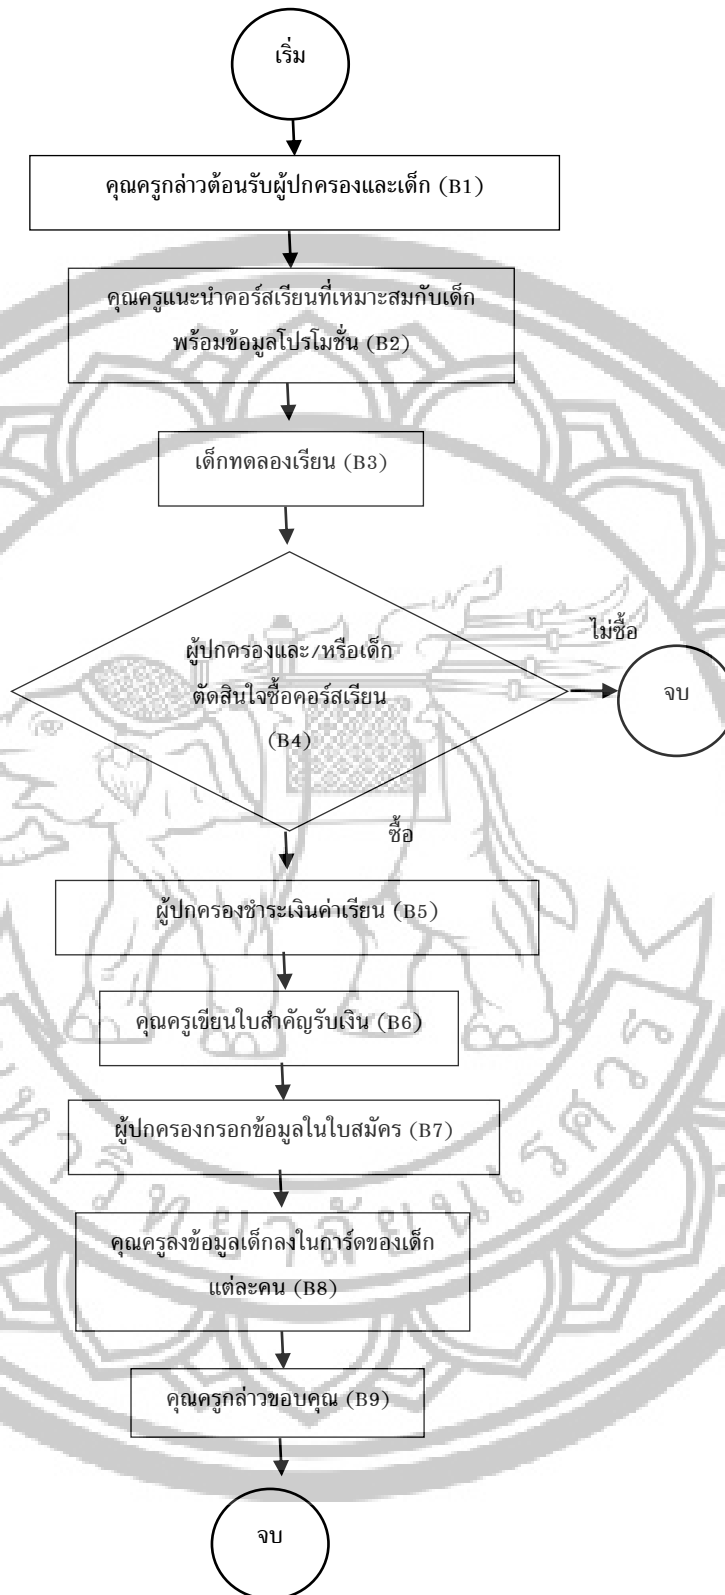 เริ่ม
คุณครูกล่าวต้อนรับผู้ปกครองและเด็ก (B1)
คุณครูแนะนำคอร์สเรียนที่เหมาะสมกับเด็ก
พร้อมข้อมูลโปรโมชั่น (B2)
เด็กทดลองเรียน (B3)
ไม่ซื้อ
ผู้ปกครองและ/หรือเด็ก
ตัดสินใจซื้อคอร์สเรียน
(B4)
จบ
ซื้อ
ผู้ปกครองชำระเงินค่าเรียน (B5)
คุณครูเขียนใบสำคัญรับเงิน (B6)
ผู้ปกครองกรอกข้อมูลในใบสมัคร (B7)
คุณครูลงข้อมูลเด็กลงในการ์ดของเด็ก
แต่ละคน (B8)
คุณครูกล่าวขอบคุณ (B9)
จบ